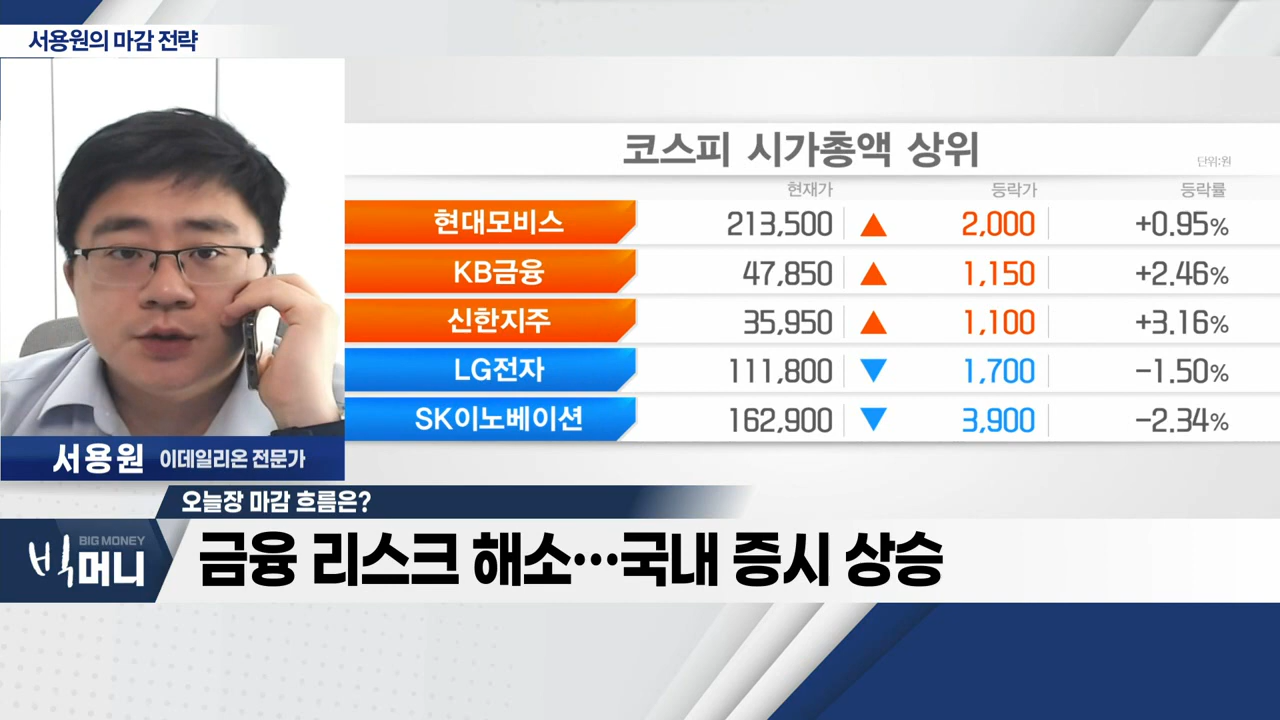 서용원의 마감 전략
코스피 시가총액 상위
단위:원
현재가 등락가 등락률
현대모비스 213,500 ▲ 2,000 +0.95%
KB금융 47,850 ▲ 1,150 +2.46%
신한지주 35,950 ▲ 1,100 +3.16%
LG전자 111,800 ▼ 1,700 -1.50%
SK이노베이션 162,900 ▼ 3,900 -2.34%
서용원 이데일리온 전문가
오늘장 마감 흐름은?
BIG MONEY
빅머니
금융 리스크 해소…국내 증시 상승